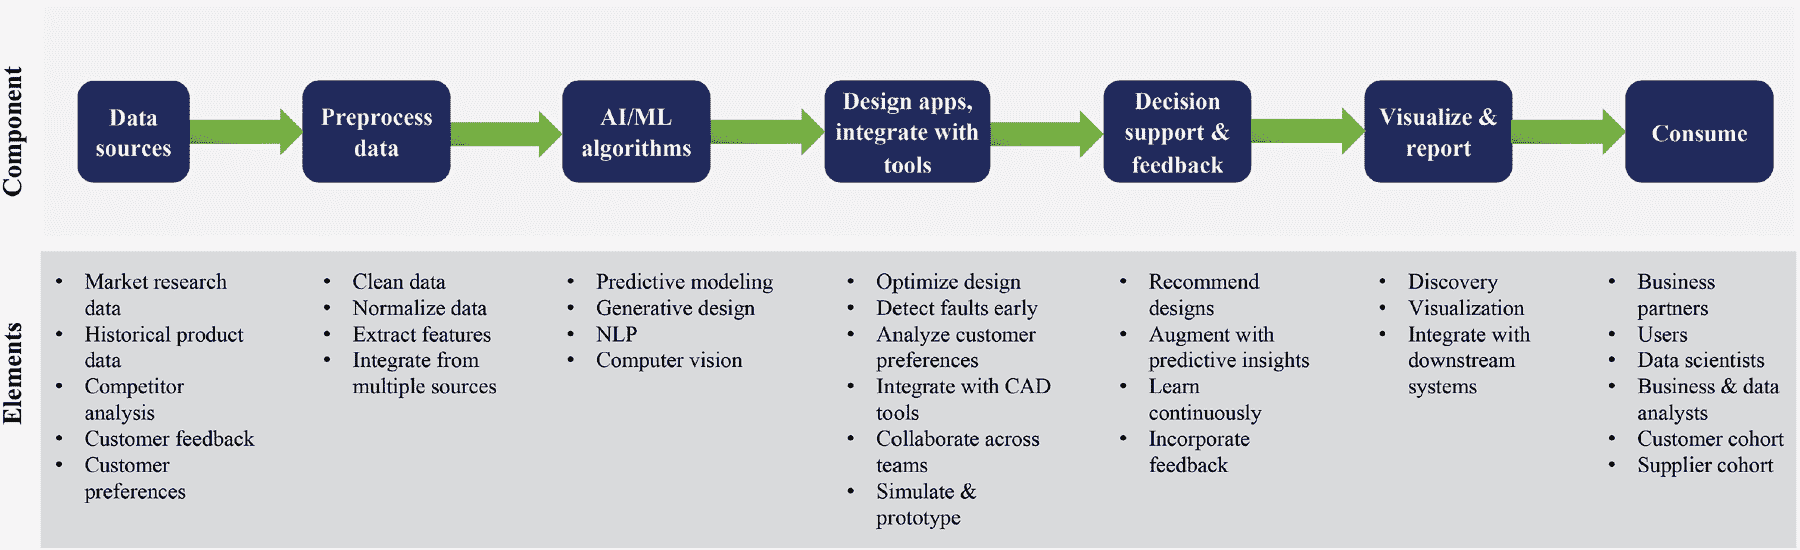 Component
Data
sources
Preprocess
data
AI/ML
algorithms
Design apps,
integrate with
tools
Decision
support &
feedback
Visualize &
report
Consume
Elements
• Market research
data
• Historical product
data
• Competitor
analysis
• Customer feedback
• Customer
preferences
• Clean data
• Normalize data
• Extract features
• Integrate from
multiple sources
• Predictive modeling
• Generative design
• NLP
• Computer vision
• Optimize design
• Detect faults early
• Analyze customer
preferences
• Integrate with CAD
tools
• Collaborate across
teams
• Simulate &
prototype
• Recommend
designs
• Augment with
predictive insights
• Learn
continuously
• Incorporate
feedback
• Discovery
• Visualization
• Integrate with
downstream
systems
• Business
partners
• Users
• Data scientists
• Business & data
analysts
• Customer cohort
• Supplier cohort